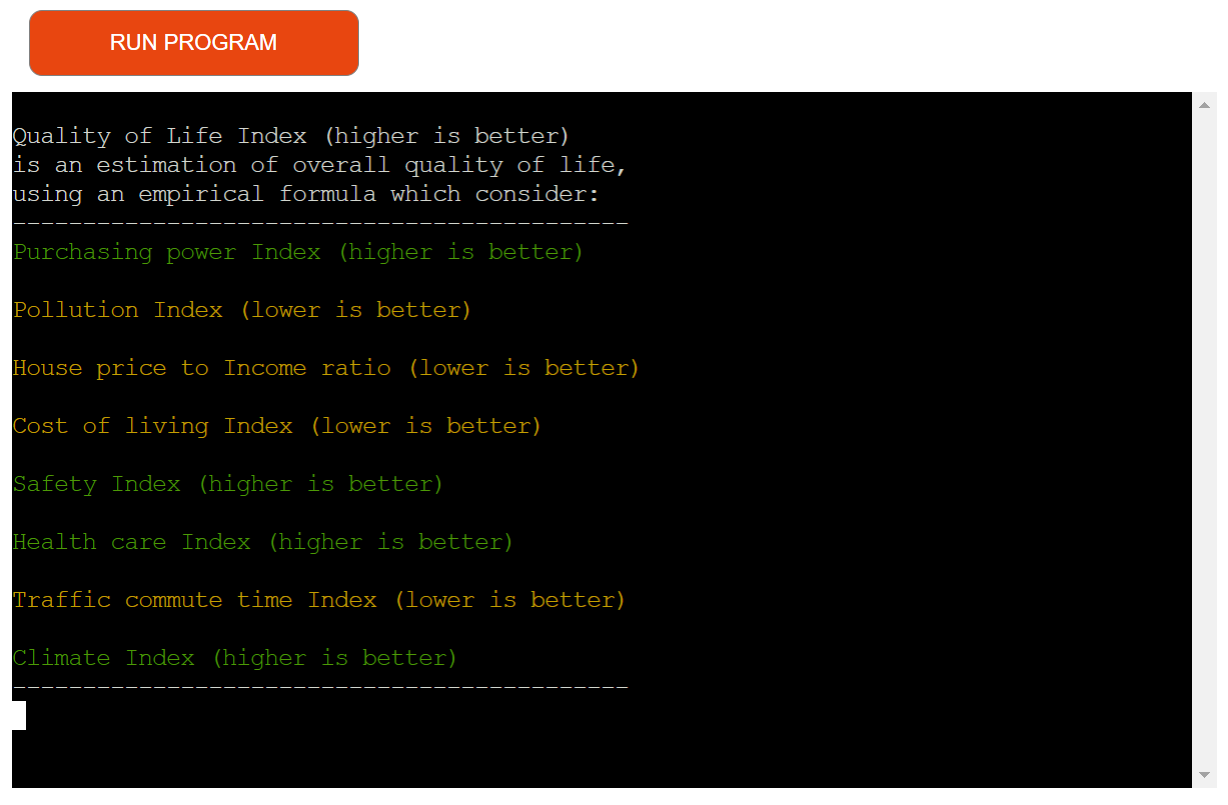 RUN PROGRAM
Quality of Life Index (higher is better)
is an estimation of overall quality of life,
using an empirical formula which consider:
--------------------------------------------
Purchasing power Index (higher is better)
Pollution Index (lower is better)
House price to Income ratio (lower is better)
Cost of living Index (lower is better)
Safety Index (higher is better)
Health care Index (higher is better)
Traffic commute time Index (lower is better)
Climate Index (higher is better)
--------------------------------------------